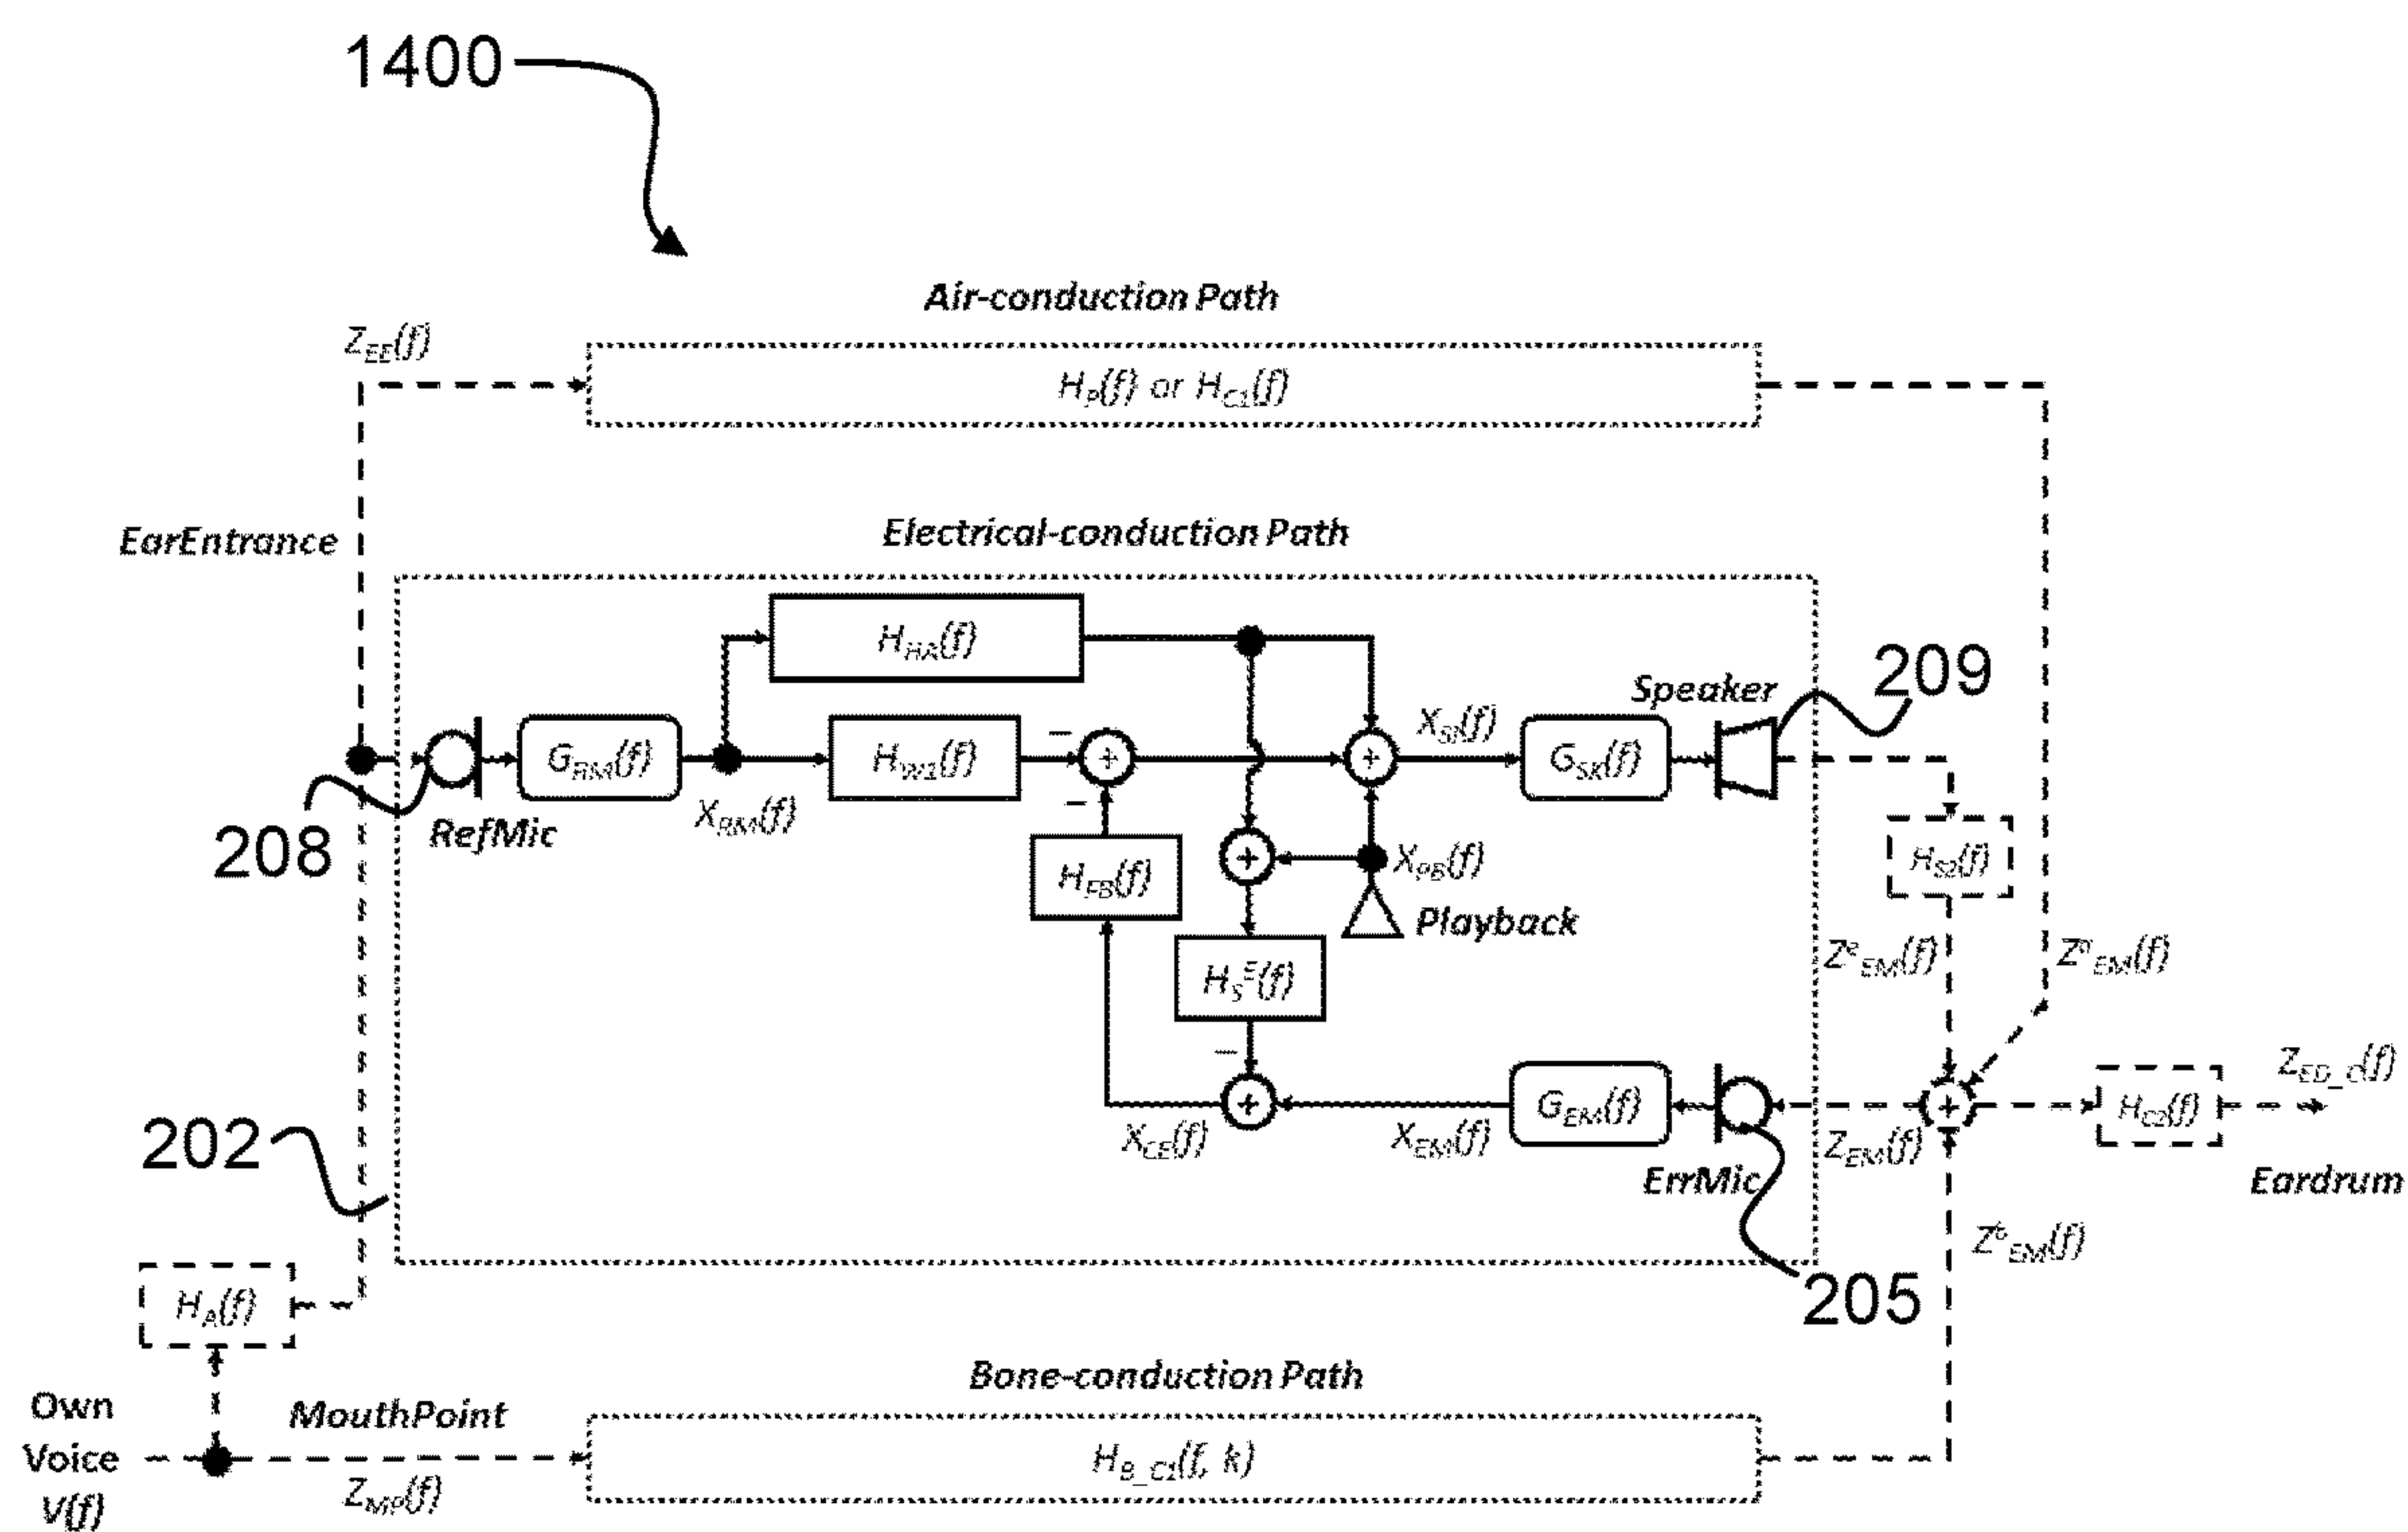 1400
Air-conduction Path
Z_EE(f)
H_P(f) or H_C1(f)
EarEntrance
Electrical-conduction Path
H_HA(f)
Speaker
209
G_RM(f)
H_W1(f)
−
+
+
X_SK(f)
G_SK(f)
X_RM(f)
−
208
RefMic
H_FB(f)
+
X_PB(f)
H_S2(f)
Playback
Z^e_EM(f)
Z^a_EM(f)
H_S^E(f)
−
202
X_CE(f)
+
X_EM(f)
G_EM(f)
Z_EM(f)
+
H_C2(f)
Z_ED_C(f)
ErrMic
Eardrum
Z^b_EM(f)
205
H_A(f)
Bone-conduction Path
Own
Voice
V(f)
MouthPoint
Z_MP(f)
H_B_C1(f, k)